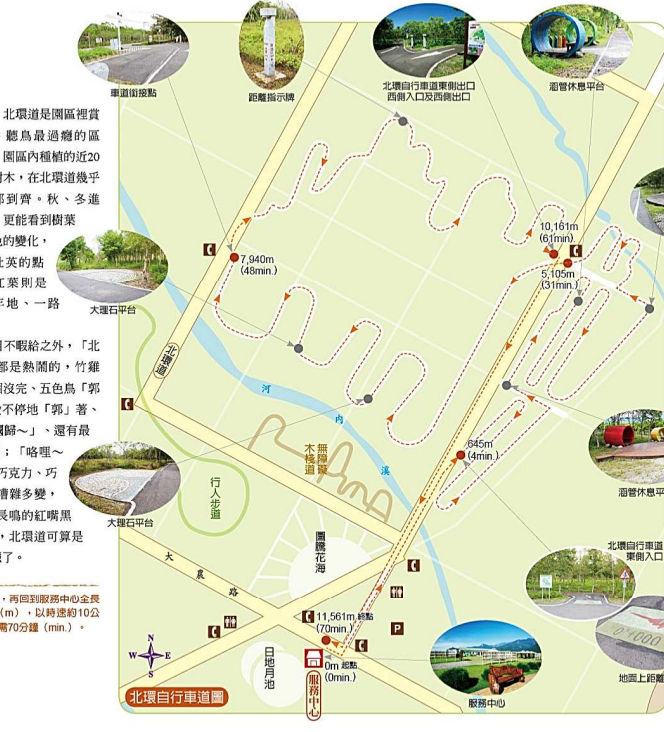 車道銜接點
距離指示牌
北環自行車道東側出口
西側入口及西側出口
涵管休息平台
北環道是園區裡賞
聽鳥最過癮的區
園區內種植的近20
樹木，在北環道幾乎
都到齊。秋、冬進
更能看到樹葉
色的變化，
紅葉則是
一路
大理石平台
目不暇給之外，「北
都是熱鬧的，竹雞
沒完、五色鳥「郭
不停地「郭」著、
歸～」、還有最
；「咯哩～
巧克力、巧
嘈雜多變，
長鳴的紅嘴黑
，北環道可算是
了。
大理石平台
，再回到服務中心全長
（m），以時速約10公
需70分鐘（min.）。
10,161m
(61min.)
5,105m
(31min.)
7,940m
(48min.)
北環道
河內溪
無障礙
木棧道
645m
(4min.)
涵管休息平
行人步道
圖騰花海
大農路
北環自行車道
東側入口
P
11,561m 終點
(70min.)
0m 起點
(0min.)
日地月池
服務中心
服務中心
地面上距離
N
W
E
S
北環自行車道圖